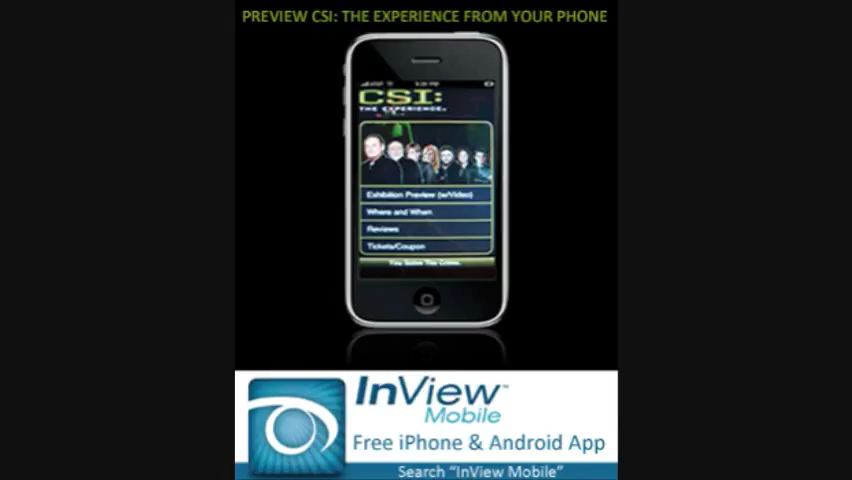 PREVIEW CSI: THE EXPERIENCE FROM YOUR PHONE
CSI:
THE EXPERIENCE.
Exhibition Preview (w/Video)
Where and When
Reviews
Tickets/Coupon
You Solve The Crime.
InView™
Mobile
Free iPhone & Android App
Search "InView Mobile"